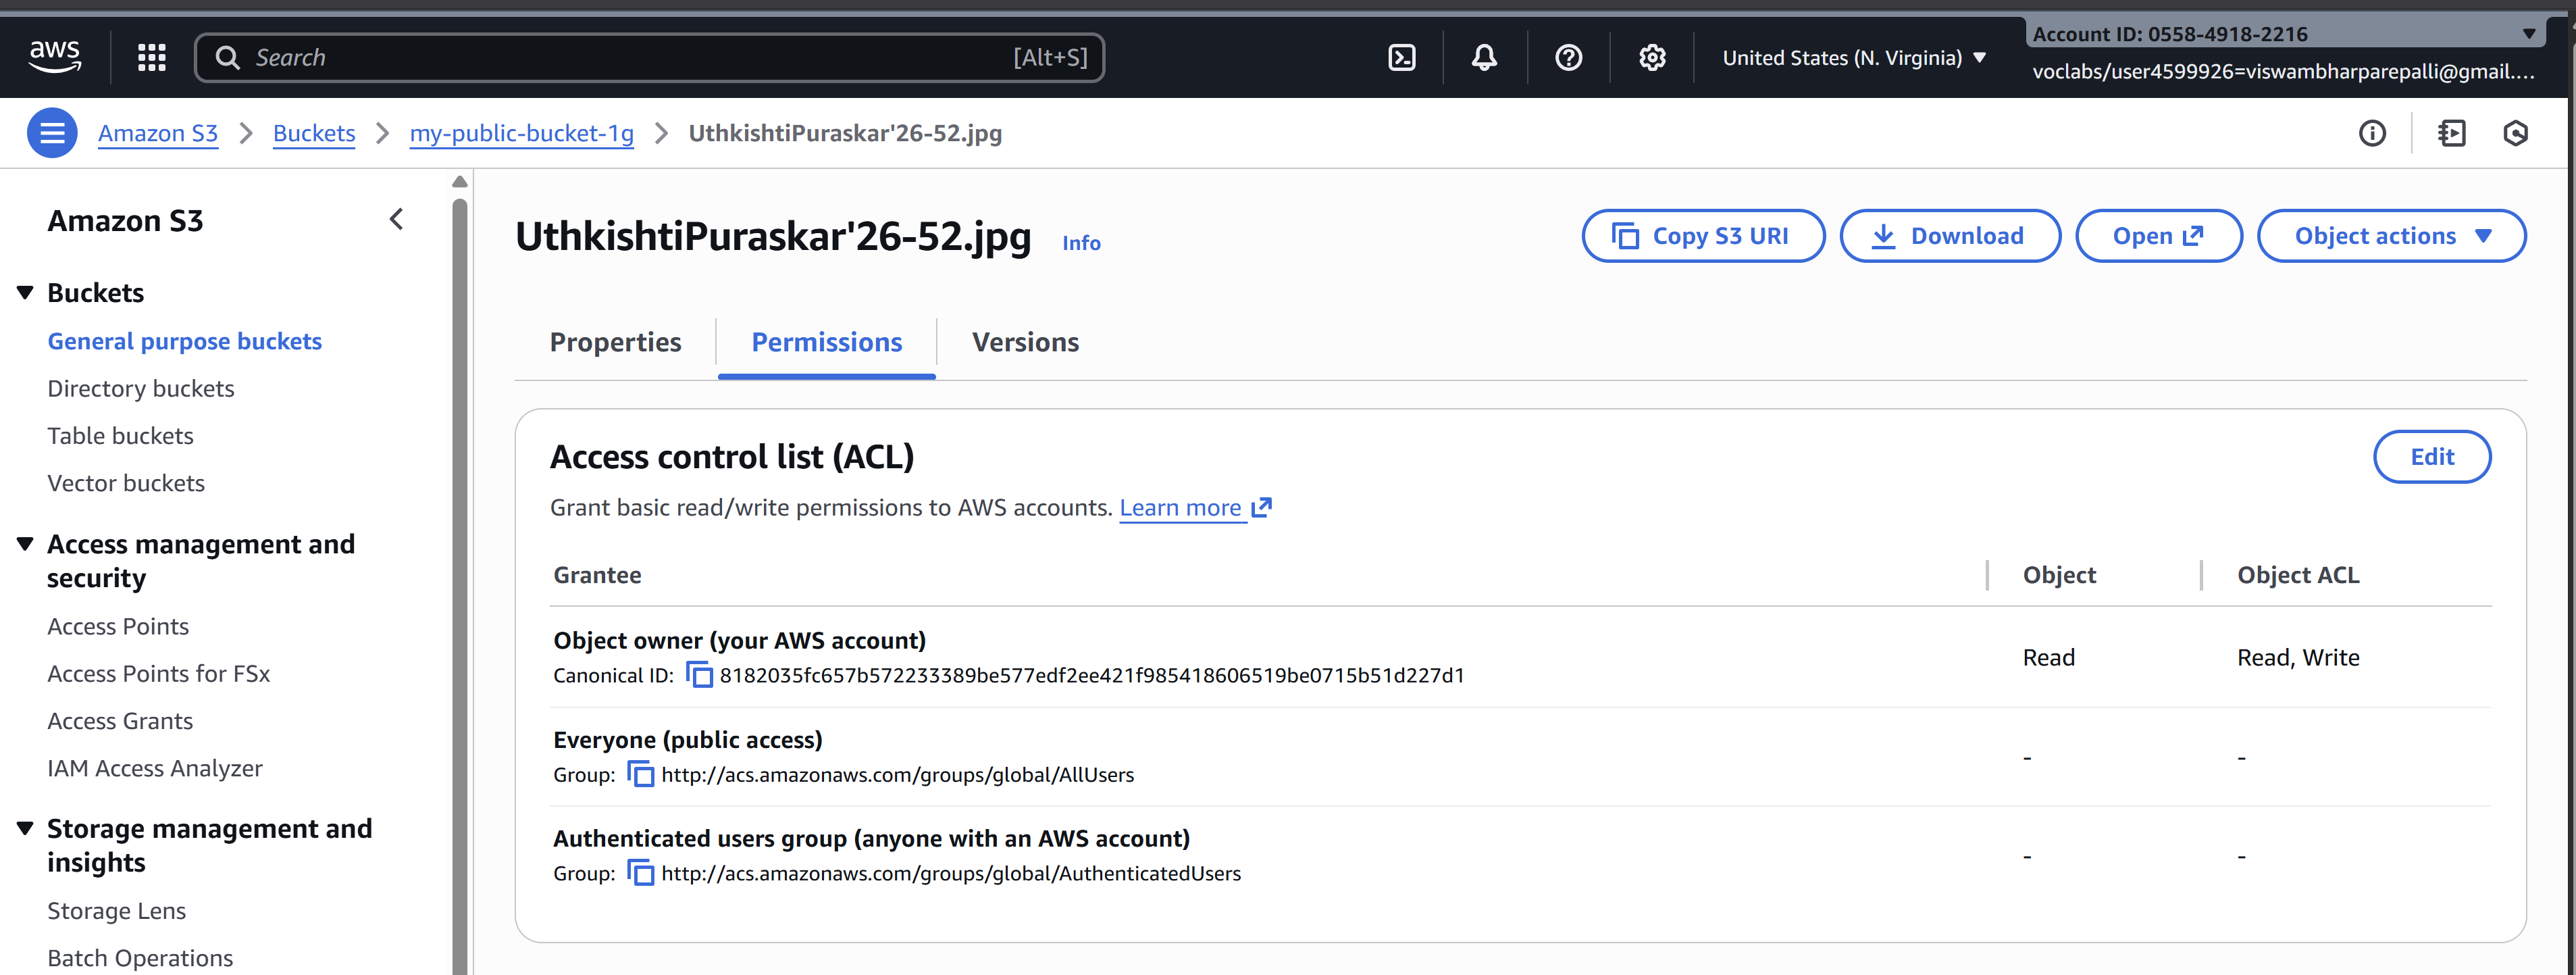 aws
Search [Alt+S]
United States (N. Virginia)
Account ID: 0558-4918-2216
voclabs/user4599926=viswambharparepalli@gmail....
Amazon S3 > Buckets > my-public-bucket-1g > UthkishtiPuraskar'26-52.jpg
Amazon S3
Buckets
General purpose buckets
Directory buckets
Table buckets
Vector buckets
Access management and
security
Access Points
Access Points for FSx
Access Grants
IAM Access Analyzer
Storage management and
insights
Storage Lens
Batch Operations
UthkishtiPuraskar'26-52.jpg Info
Copy S3 URI Download Open Object actions
Properties Permissions Versions
Access control list (ACL)
Edit
Grant basic read/write permissions to AWS accounts. Learn more
Grantee Object Object ACL
Object owner (your AWS account)
Canonical ID: 8182035fc657b572233389be577edf2ee421f985418606519be0715b51d227d1
Read Read, Write
Everyone (public access)
Group: http://acs.amazonaws.com/groups/global/AllUsers
- -
Authenticated users group (anyone with an AWS account)
Group: http://acs.amazonaws.com/groups/global/AuthenticatedUsers
- -